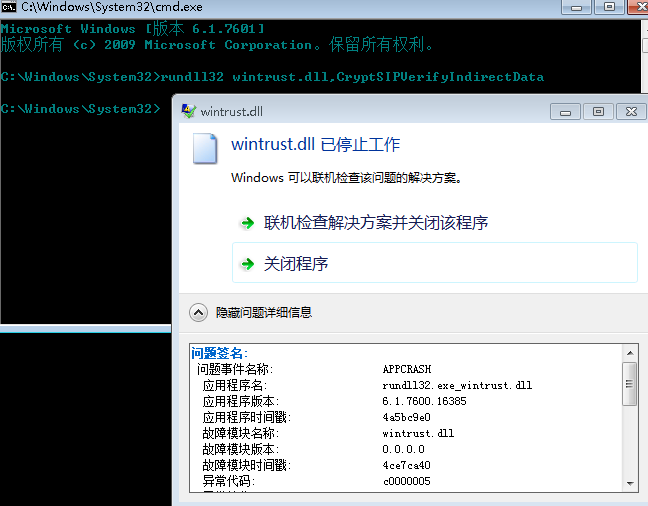 C:\Windows\System32\cmd.exe
Microsoft Windows [版本 6.1.7601]
版权所有 <c> 2009 Microsoft Corporation。保留所有权利。
C:\Windows\System32>rundll32 wintrust.dll,CryptSIPVerifyIndirectData
C:\Windows\System32>
wintrust.dll
wintrust.dll 已停止工作
Windows 可以联机检查该问题的解决方案。
联机检查解决方案并关闭该程序
关闭程序
隐藏问题详细信息
问题签名:
问题事件名称: APPCRASH
应用程序名: rundll32.exe_wintrust.dll
应用程序版本: 6.1.7600.16385
应用程序时间戳: 4a5bc9e0
故障模块名称: wintrust.dll
故障模块版本: 0.0.0.0
故障模块时间戳: 4ce7ca40
异常代码: c0000005